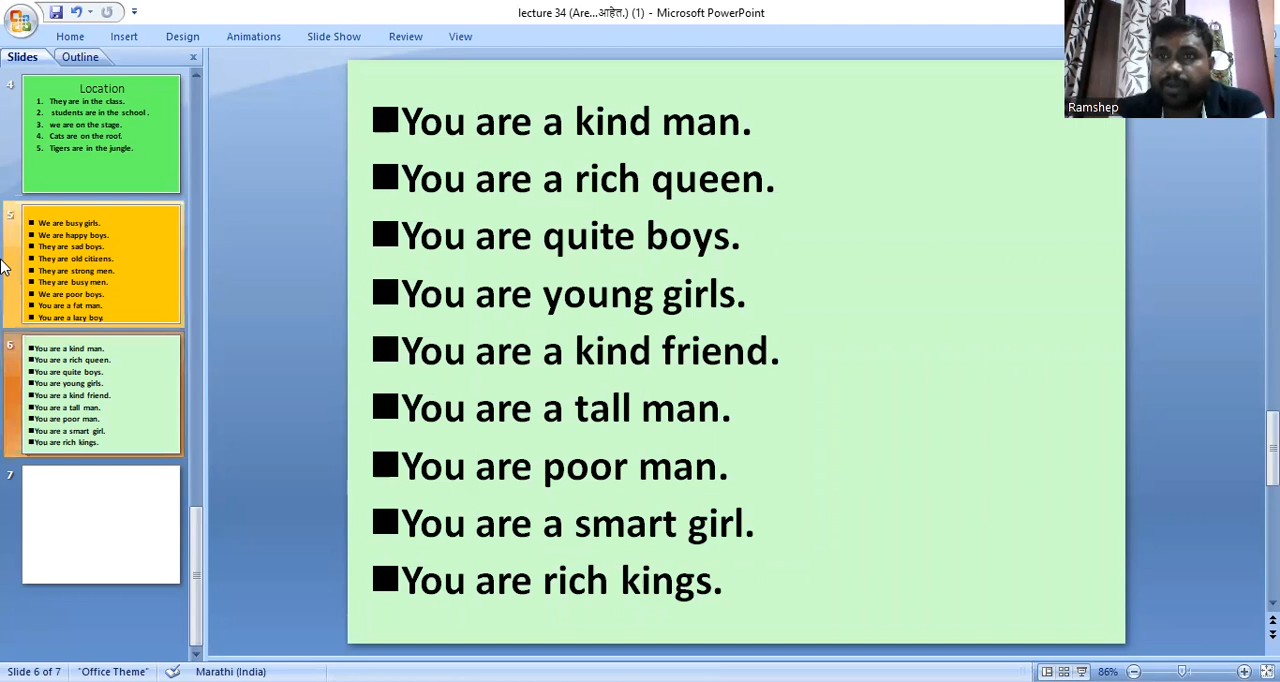 lecture 34 (Are...आहेत.) (1) - Microsoft PowerPoint
Home Insert Design Animations Slide Show Review View
Slides Outline
Ramshep
4
Location
1. They are in the class.
2. students are in the school .
3. we are on the stage.
4. Cats are on the roof.
5. Tigers are in the jungle.
5
We are busy girls.
We are happy boys.
They are sad boys.
They are old citizens.
They are strong men.
They are busy men.
We are poor boys.
You are a fat man.
You are a lazy boy.
6
You are a kind man.
You are a rich queen.
You are quite boys.
You are young girls.
You are a kind friend.
You are a tall man.
You are poor man.
You are a smart girl.
You are rich kings.
7
You are a kind man.
You are a rich queen.
You are quite boys.
You are young girls.
You are a kind friend.
You are a tall man.
You are poor man.
You are a smart girl.
You are rich kings.
Slide 6 of 7 "Office Theme" Marathi (India) 86%